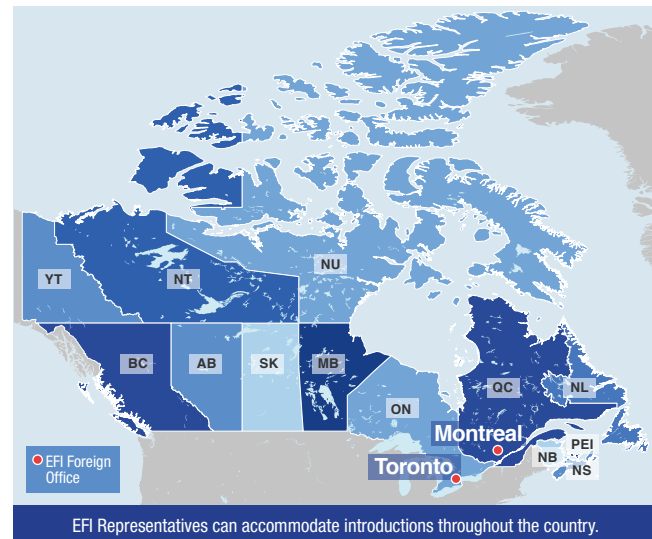 NU
YT
NT
BC
AB
SK
MB
QC
NL
ON
Montreal
PEI
NB
NS
Toronto
EFI Foreign
Office
EFI Representatives can accommodate introductions throughout the country.